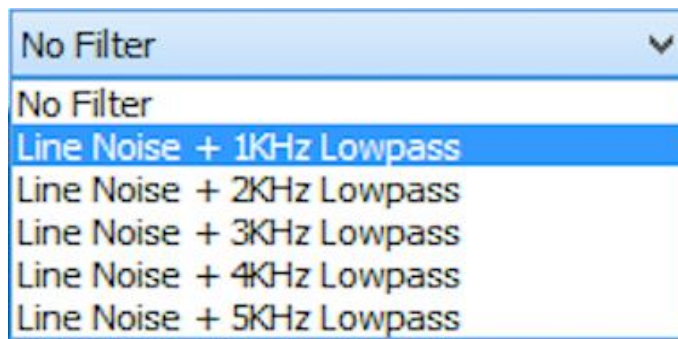 No Filter
No Filter
Line Noise + 1KHz Lowpass
Line Noise + 2KHz Lowpass
Line Noise + 3KHz Lowpass
Line Noise + 4KHz Lowpass
Line Noise + 5KHz Lowpass